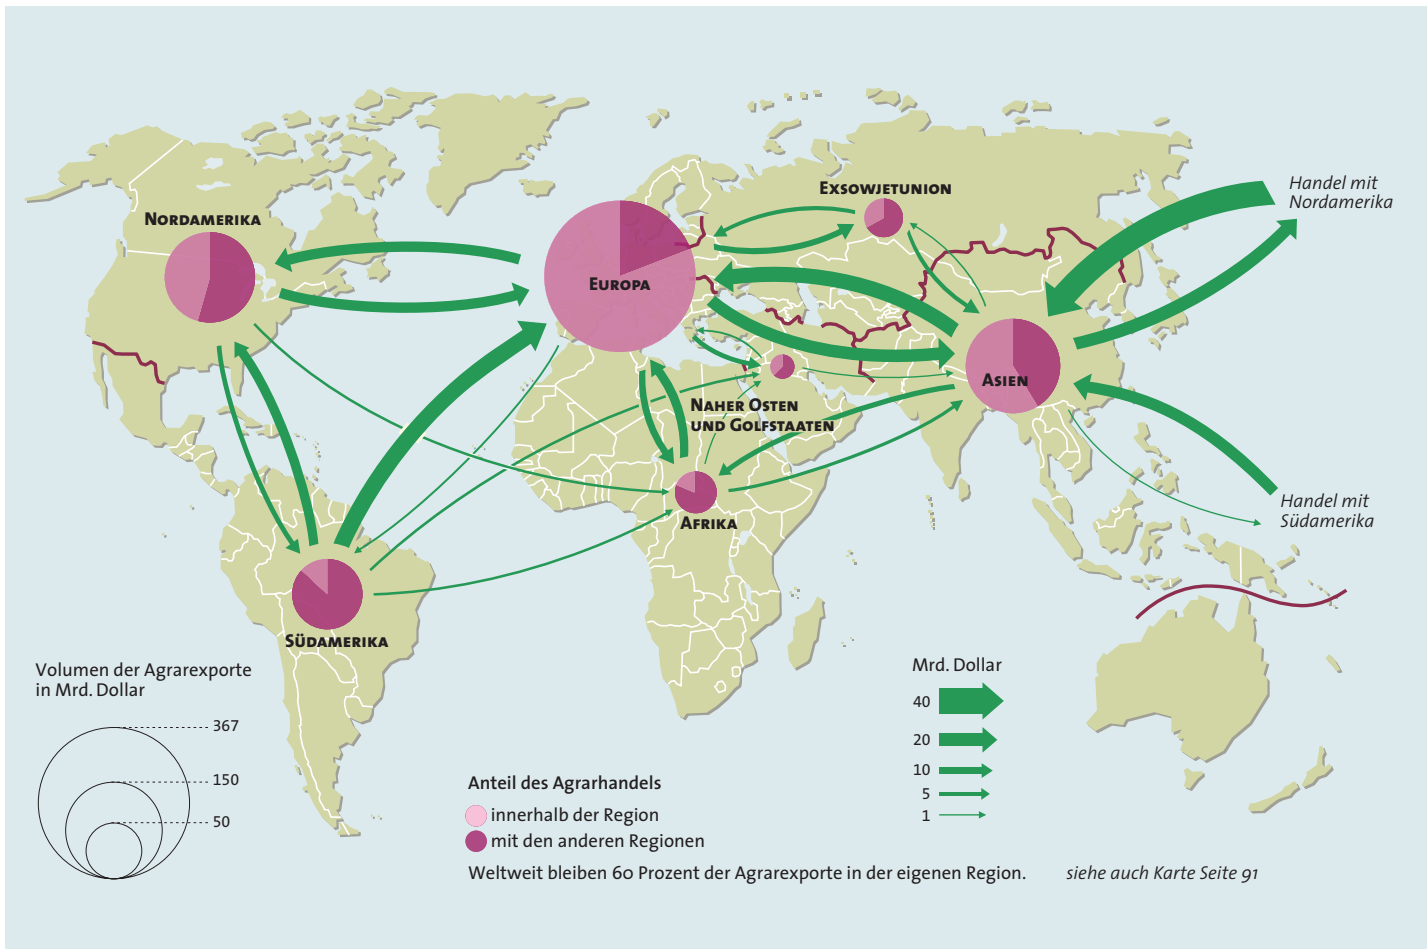 Exsowjetunion
Handel mit
Nordamerika
Nordamerika
Europa
Asien
Naher Osten
und Golfstaaten
Handel mit
Südamerika
Afrika
Südamerika
Volumen der Agrarexporte
in Mrd. Dollar
367
150
50
Mrd. Dollar
40
20
10
5
1
Anteil des Agrarhandels
innerhalb der Region
mit den anderen Regionen
Weltweit bleiben 60 Prozent der Agrarexporte in der eigenen Region.
siehe auch Karte Seite 91